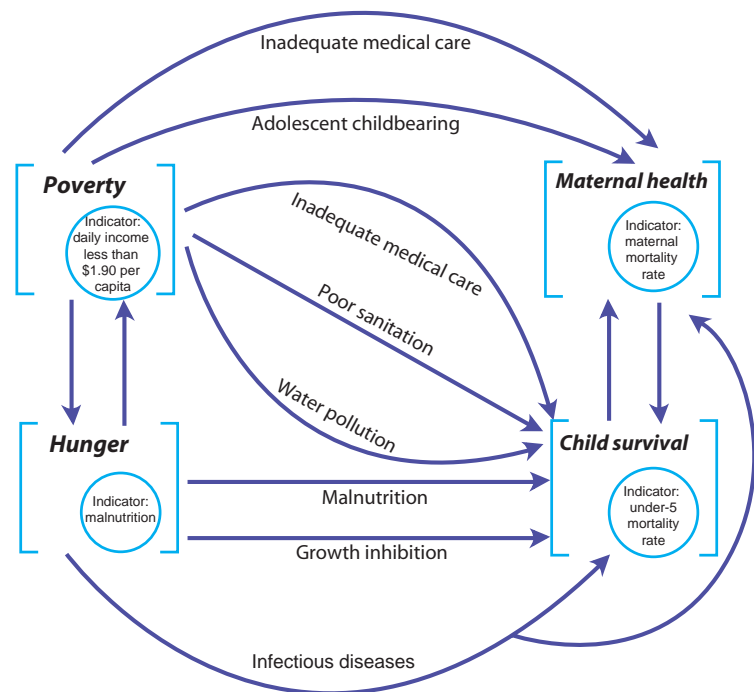 Inadequate medical care
Adolescent childbearing
Poverty
Indicator:
daily income
less than
$1.90 per
capita
Maternal health
Indicator:
maternal
mortality
rate
Inadequate medical care
Poor sanitation
Water pollution
Hunger
Indicator:
malnutrition
Child survival
Indicator:
under-5
mortality
rate
Malnutrition
Growth inhibition
Infectious diseases